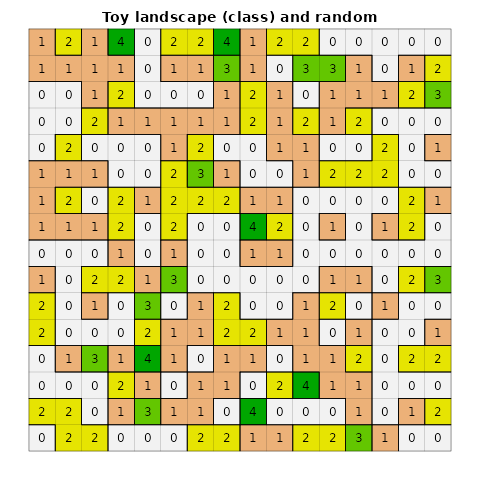 Toy landscape (class) and random
1 2 1 4 0 2 2 4 1 2 2 0 0 0 0 0
1 1 1 1 0 1 1 3 1 0 3 3 1 0 1 2
0 0 1 2 0 0 0 1 2 1 0 1 1 1 2 3
0 0 2 1 1 1 1 1 2 1 2 1 2 0 0 0
0 2 0 0 0 1 2 0 0 1 1 0 0 2 0 1
1 1 1 0 0 2 3 1 0 0 1 2 2 2 0 0
1 2 0 2 1 2 2 2 1 1 0 0 0 0 2 1
1 1 1 2 0 2 0 0 4 2 0 1 0 1 2 0
0 0 0 1 0 1 0 0 1 1 0 0 0 0 0 0
1 0 2 2 1 3 0 0 0 0 0 1 1 0 2 3
2 0 1 0 3 0 1 2 0 0 1 2 0 1 0 0
2 0 0 0 2 1 1 2 2 1 1 0 1 0 0 1
0 1 3 1 4 1 0 1 1 0 1 1 2 0 2 2
0 0 0 2 1 0 1 1 0 2 4 1 1 0 0 0
2 2 0 1 3 1 1 0 4 0 0 0 1 0 1 2
0 2 2 0 0 0 2 2 1 1 2 2 3 1 0 0